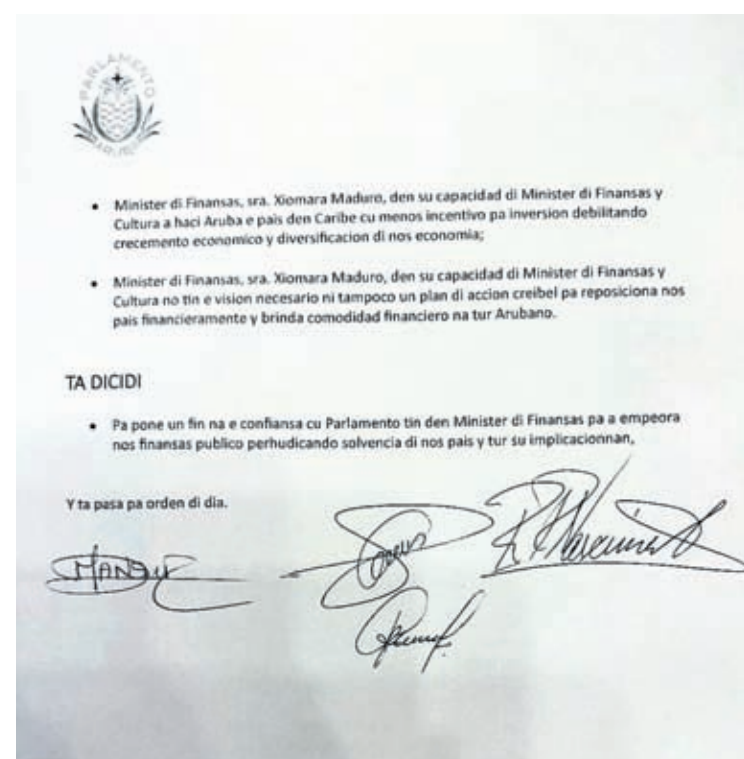 PARLAMENTO
ARUBA
• Minister di Finansas, sra. Xiomara Maduro, den su capacidad di Minister di Finansas y
Cultura a haci Aruba e pais den Caribe cu menos incentivo pa inversion debilitando
crecemento economico y diversificacion di nos economia;
• Minister di Finansas, sra. Xiomara Maduro, den su capacidad di Minister di Finansas y
Cultura no tin e vision necesario ni tampoco un plan di accion creibel pa reposiciona nos
pais financieramente y brinda comodidad financiero na tur Arubano.
TA DICIDI
• Pa pone un fin na e confiansa cu Parlamento tin den Minister di Finansas pa a empeora
nos finansas publico perhudicando solvencia di nos pais y tur su implicacionnan,
Y ta pasa pa orden di dia.